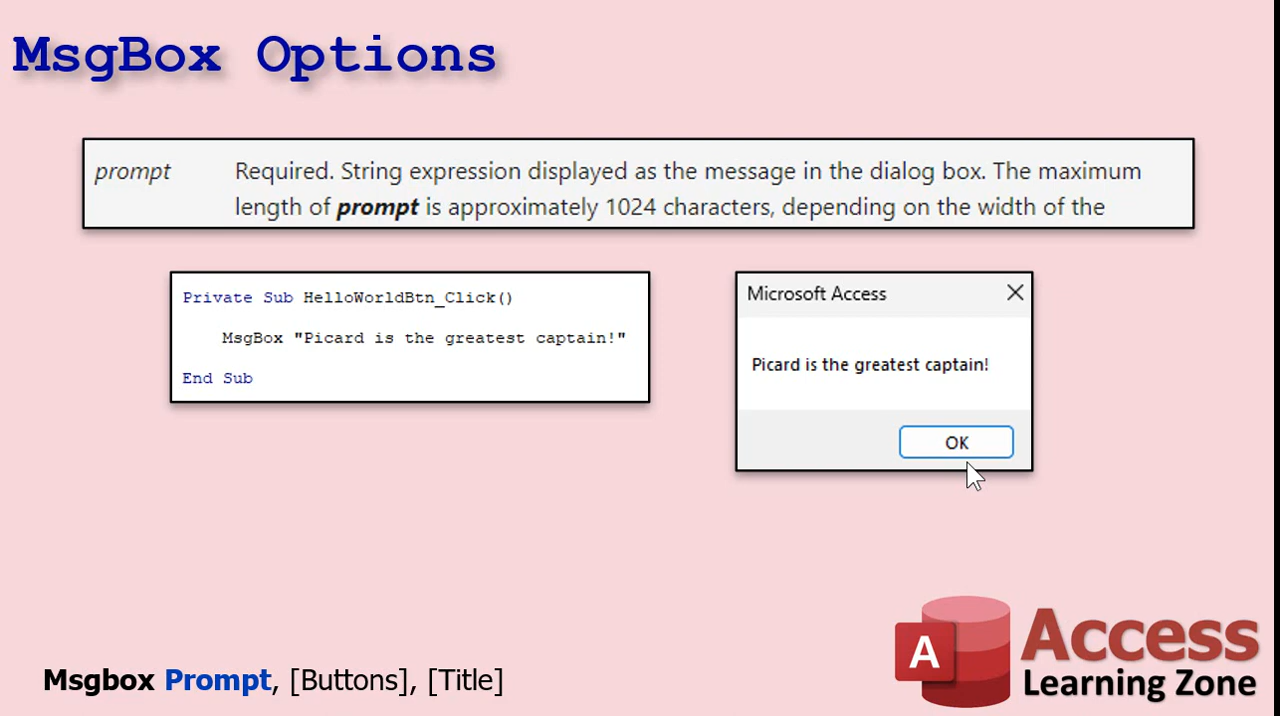 MsgBox Options
prompt Required. String expression displayed as the message in the dialog box. The maximum
length of prompt is approximately 1024 characters, depending on the width of the
Private Sub HelloWorldBtn_Click()
MsgBox "Picard is the greatest captain!"
End Sub
Microsoft Access
Picard is the greatest captain!
OK
A
Access
Learning Zone
Msgbox Prompt, [Buttons], [Title]